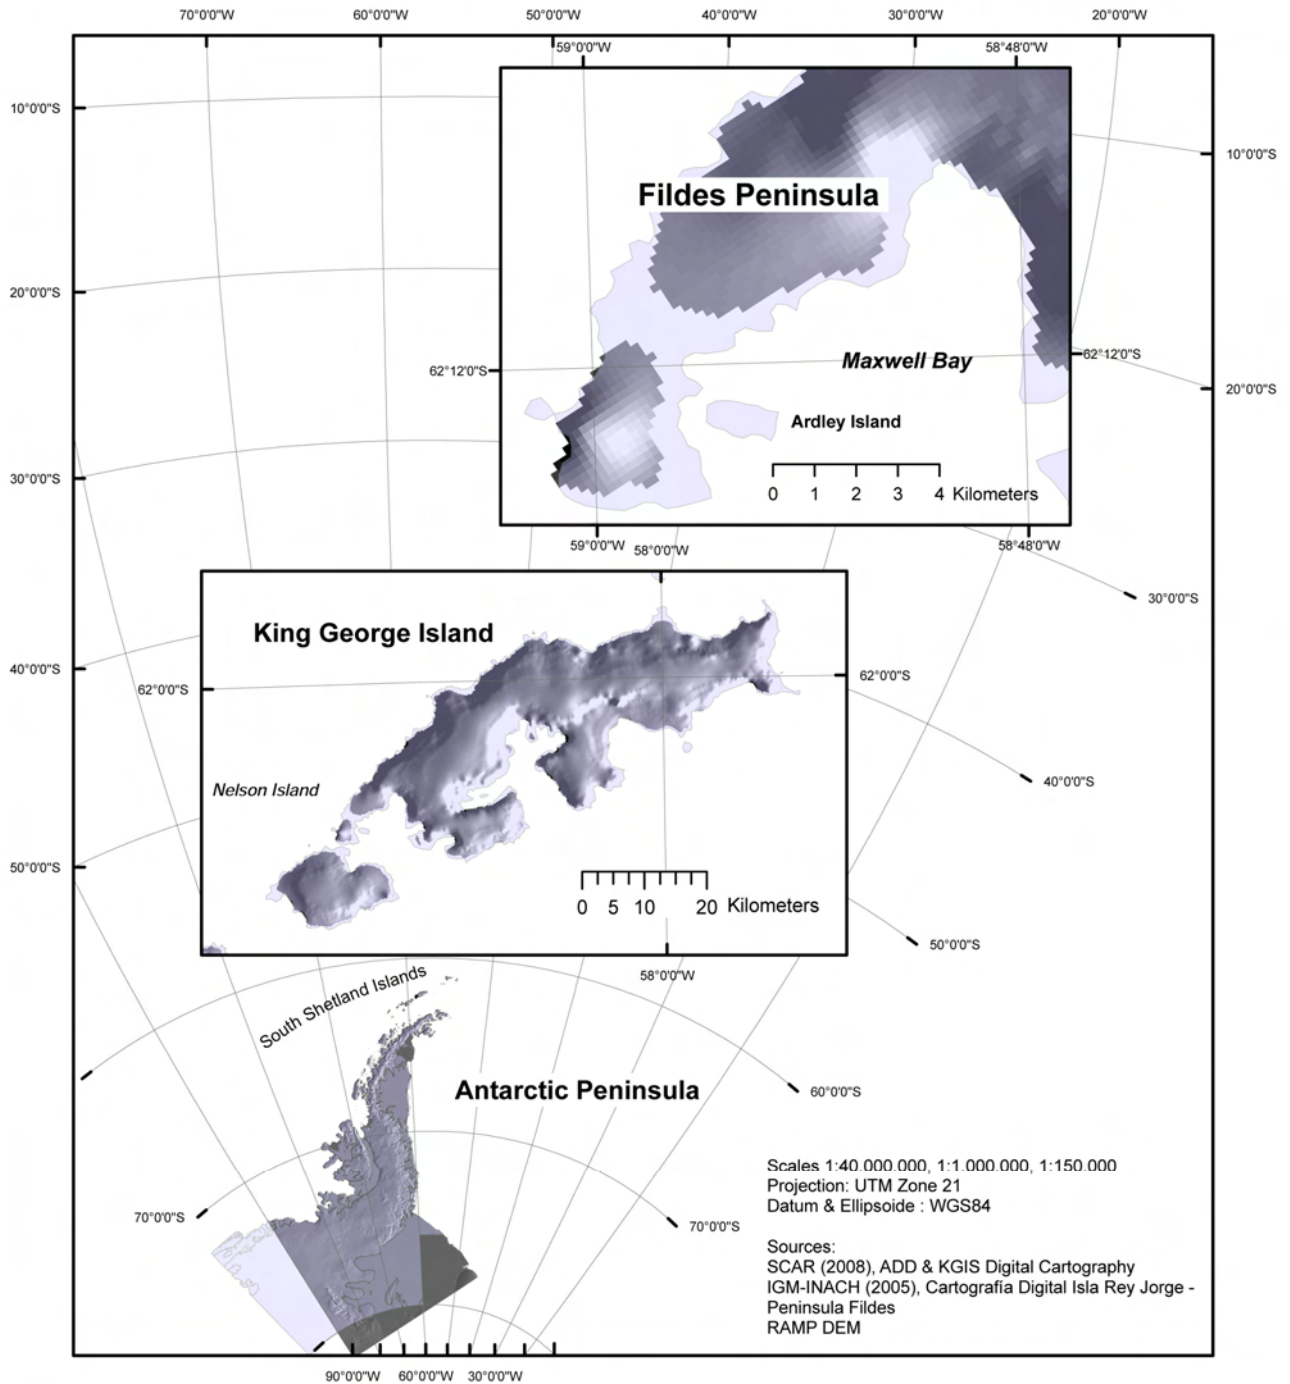 70°0'0"W 60°0'0"W 50°0'0"W 40°0'0"W 30°0'0"W 20°0'0"W
59°0'0"W 58°48'0"W
10°0'0"S
10°0'0"S
Fildes Peninsula
20°0'0"S
62°12'0"S
Maxwell Bay
62°12'0"S
20°0'0"S
Ardley Island
30°0'0"S
0 1 2 3 4 Kilometers
59°0'0"W 58°0'0"W 58°48'0"W
30°0'0"S
King George Island
40°0'0"S
62°0'0"S
62°0'0"S
40°0'0"S
Nelson Island
50°0'0"S
0 5 10 20 Kilometers
50°0'0"S
58°0'0"W
South Shetland Islands
Antarctic Peninsula
60°0'0"S
70°0'0"S
70°0'0"S
Scales 1:40.000.000, 1:1.000.000, 1:150.000
Projection: UTM Zone 21
Datum & Ellipsoide : WGS84
Sources:
SCAR (2008), ADD & KGIS Digital Cartography
IGM-INACH (2005), Cartografía Digital Isla Rey Jorge -
Peninsula Fildes
RAMP DEM
90°0'0"W 60°0'0"W 30°0'0"W